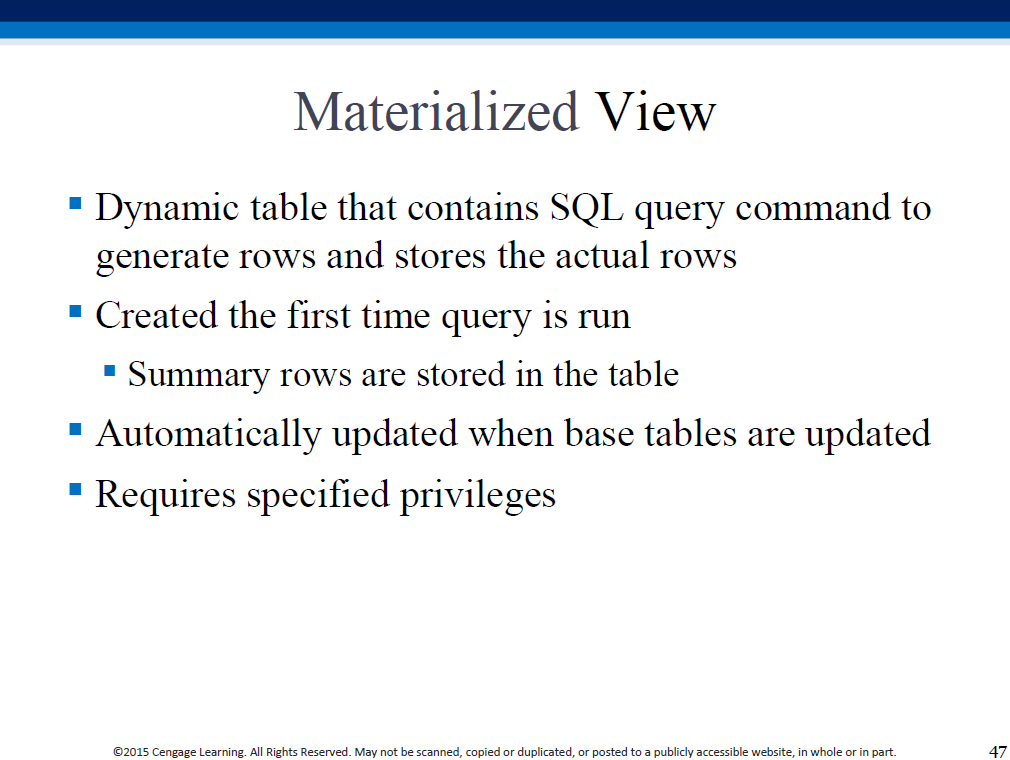 Materialized View
▪ Dynamic table that contains SQL query command to
generate rows and stores the actual rows
▪ Created the first time query is run
▪ Summary rows are stored in the table
▪ Automatically updated when base tables are updated
▪ Requires specified privileges
©2015 Cengage Learning. All Rights Reserved. May not be scanned, copied or duplicated, or posted to a publicly accessible website, in whole or in part.
47